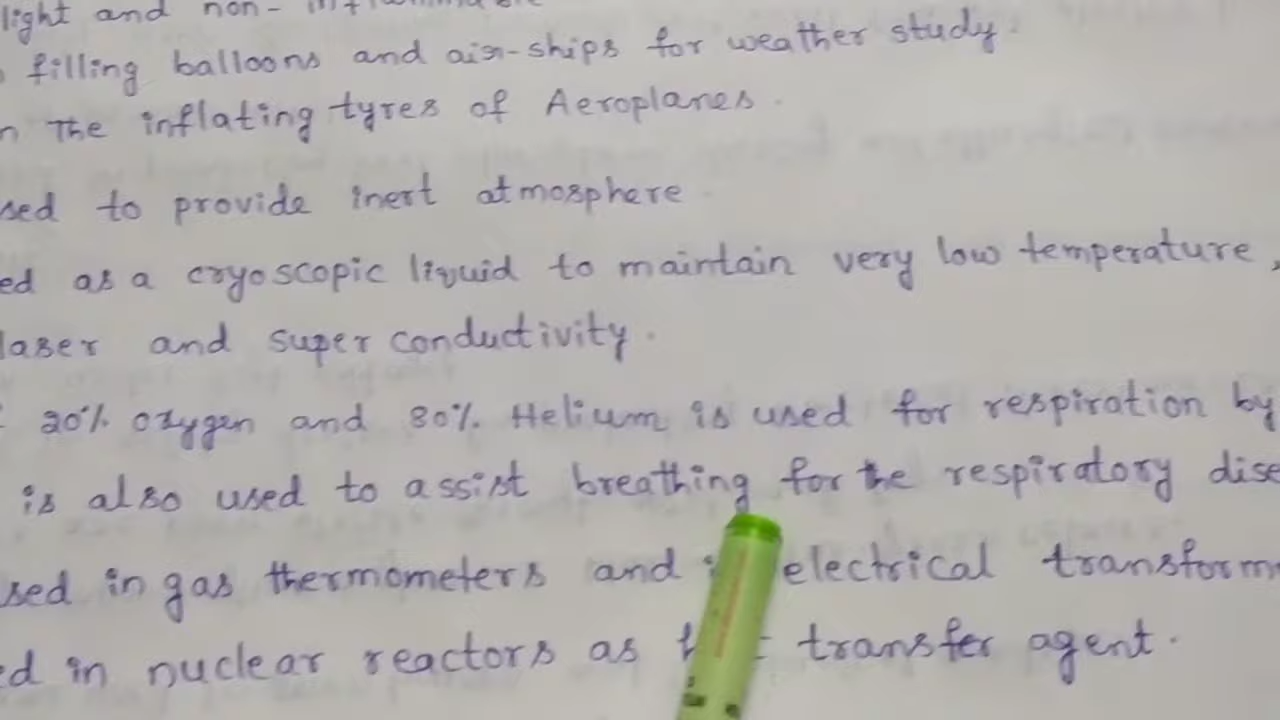 light and non-
filling balloons and air-ships for weather study.
The inflating tyres of Aeroplanes.
sed to provide inert atmosphere
ed as a cryoscopic liquid to maintain very low temperature,
laser and super conductivity.
20% oxygen and 80% Helium is used for respiration by
is also used to assist breathing for the respiratory dise
sed in gas thermometers and electrical transform
ed in nuclear reactors as transfer agent.